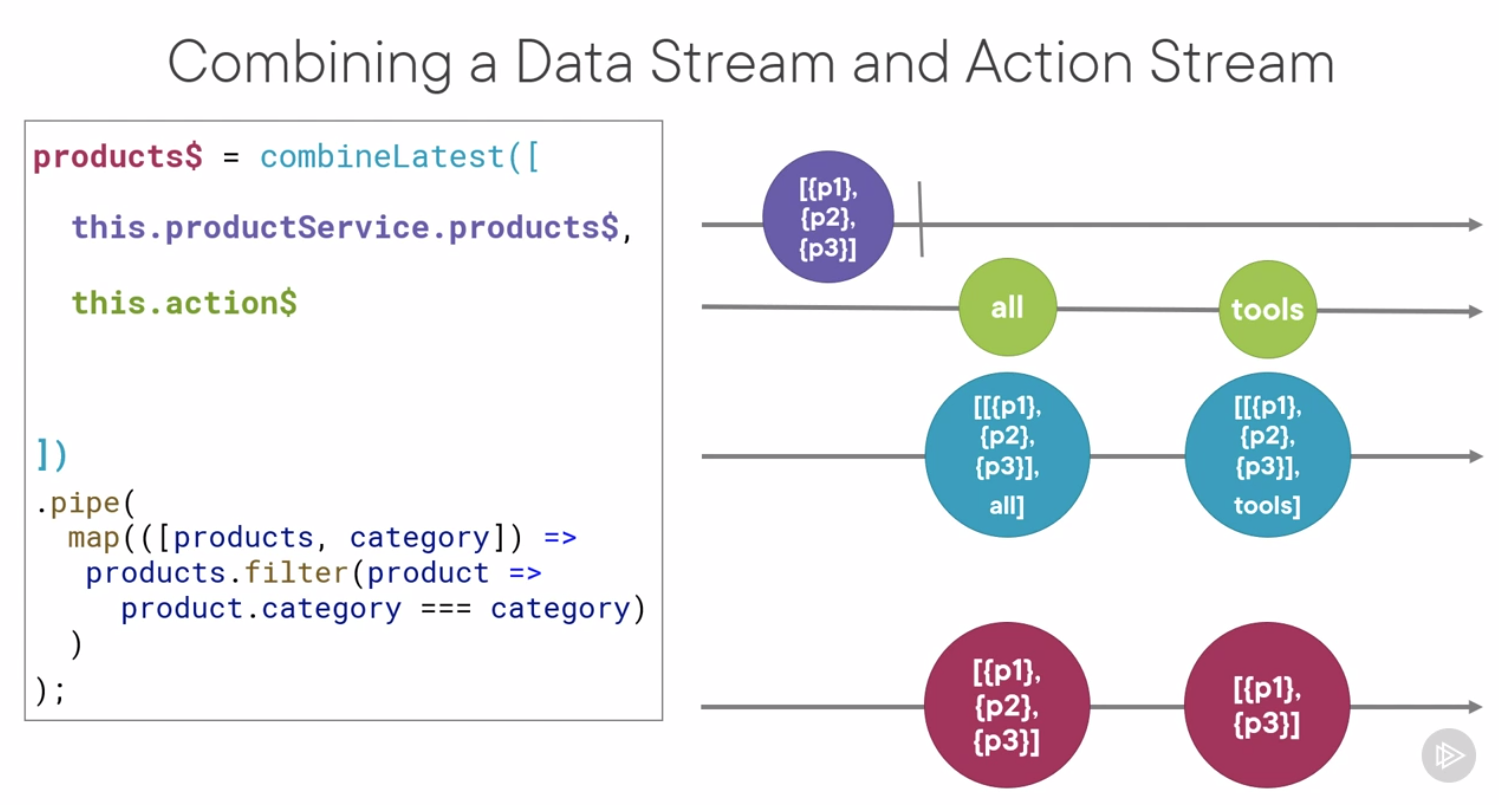 Combining a Data Stream and Action Stream
products$ = combineLatest([
this.productService.products$,
this.action$
])
.pipe(
map(([products, category]) =>
products.filter(product =>
product.category === category)
)
);
[{p1},
{p2},
{p3}]
all
tools
[[{p1},
{p2},
{p3}],
all]
[[{p1},
{p2},
{p3}],
tools]
[{p1},
{p2},
{p3}]
[{p1},
{p3}]